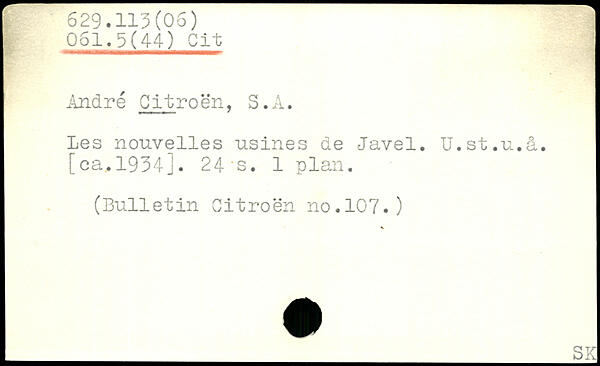 629.113(06)
061.5(44) Cit
André Citroën, S.A.
Les nouvelles usines de Javel. U.st.u.å.
[ca.1934]. 24 s. 1 plan.
(Bulletin Citroën no.107.)
SK